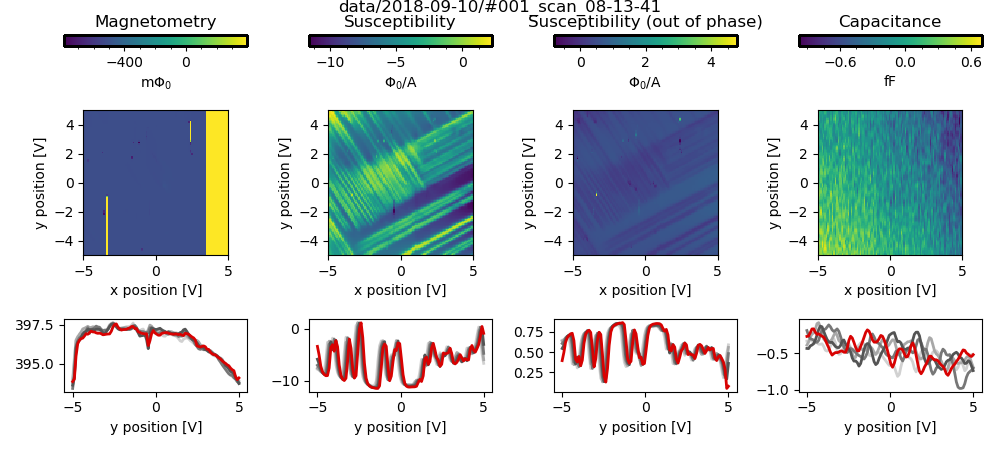 data/2018-09-10/#001_scan_08-13-41
Magnetometry Susceptibility Susceptibility (out of phase) Capacitance
−400 −10 −5 0 0 2 4 −0.6 0.0 0.6
mΦ0 Φ0/A Φ0/A fF
4 4 4 4
2 2 2 2
0 0 0 0
−2 −2 −2 −2
−4 −4 −4 −4
y position [V] y position [V] y position [V] y position [V]
−5 0 5 −5 0 5 −5 0 5 −5 0 5
x position [V] x position [V] x position [V] x position [V]
397.5 0 0.75 −0.5
395.0 −10 0.50 −1.0
0.25
−5 0 5 −5 0 5 −5 0 5 −5 0 5
y position [V] y position [V] y position [V] y position [V]